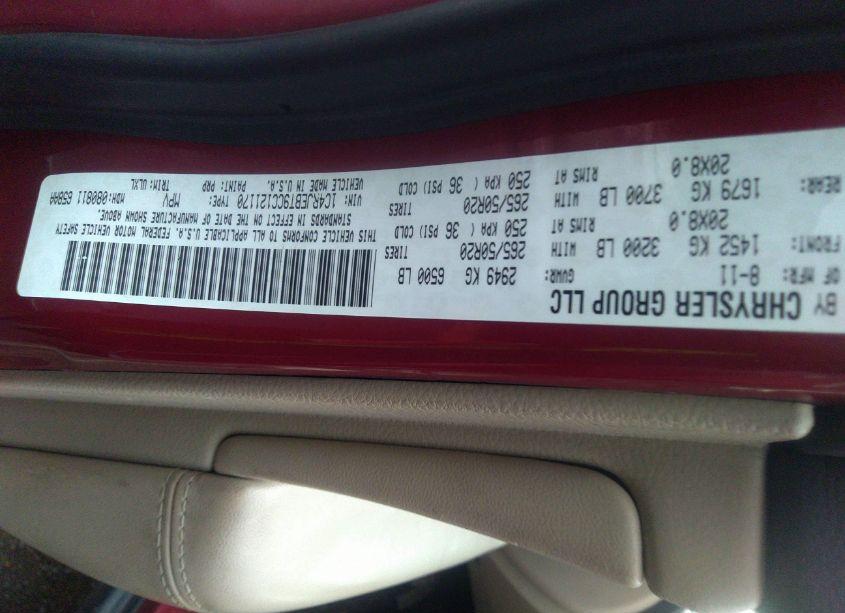 BY CHRYSLER GROUP LLC
OF MFR: 8-11 GVWR: 2949 KG 6500 LB
FRONT: 1452 KG 3200 LB WITH 265/50R20 TIRES
20X8.0 RIMS AT 250 KPA ( 36 PSI) COLD
REAR: 1679 KG 3700 LB WITH 265/50R20 TIRES
20X8.0 RIMS AT 250 KPA ( 36 PSI) COLD
THIS VEHICLE CONFORMS TO ALL APPLICABLE FEDERAL MOTOR VEHICLE SAFETY
STANDARDS IN EFFECT ON THE DATE OF MANUFACTURE SHOWN ABOVE.
VIN: 1C4RJEBT9CC121170 TYPE: MPV MDH:080811 650AA
VEHICLE MADE IN U.S.A. PAINT: PRP TRIM: ULXL